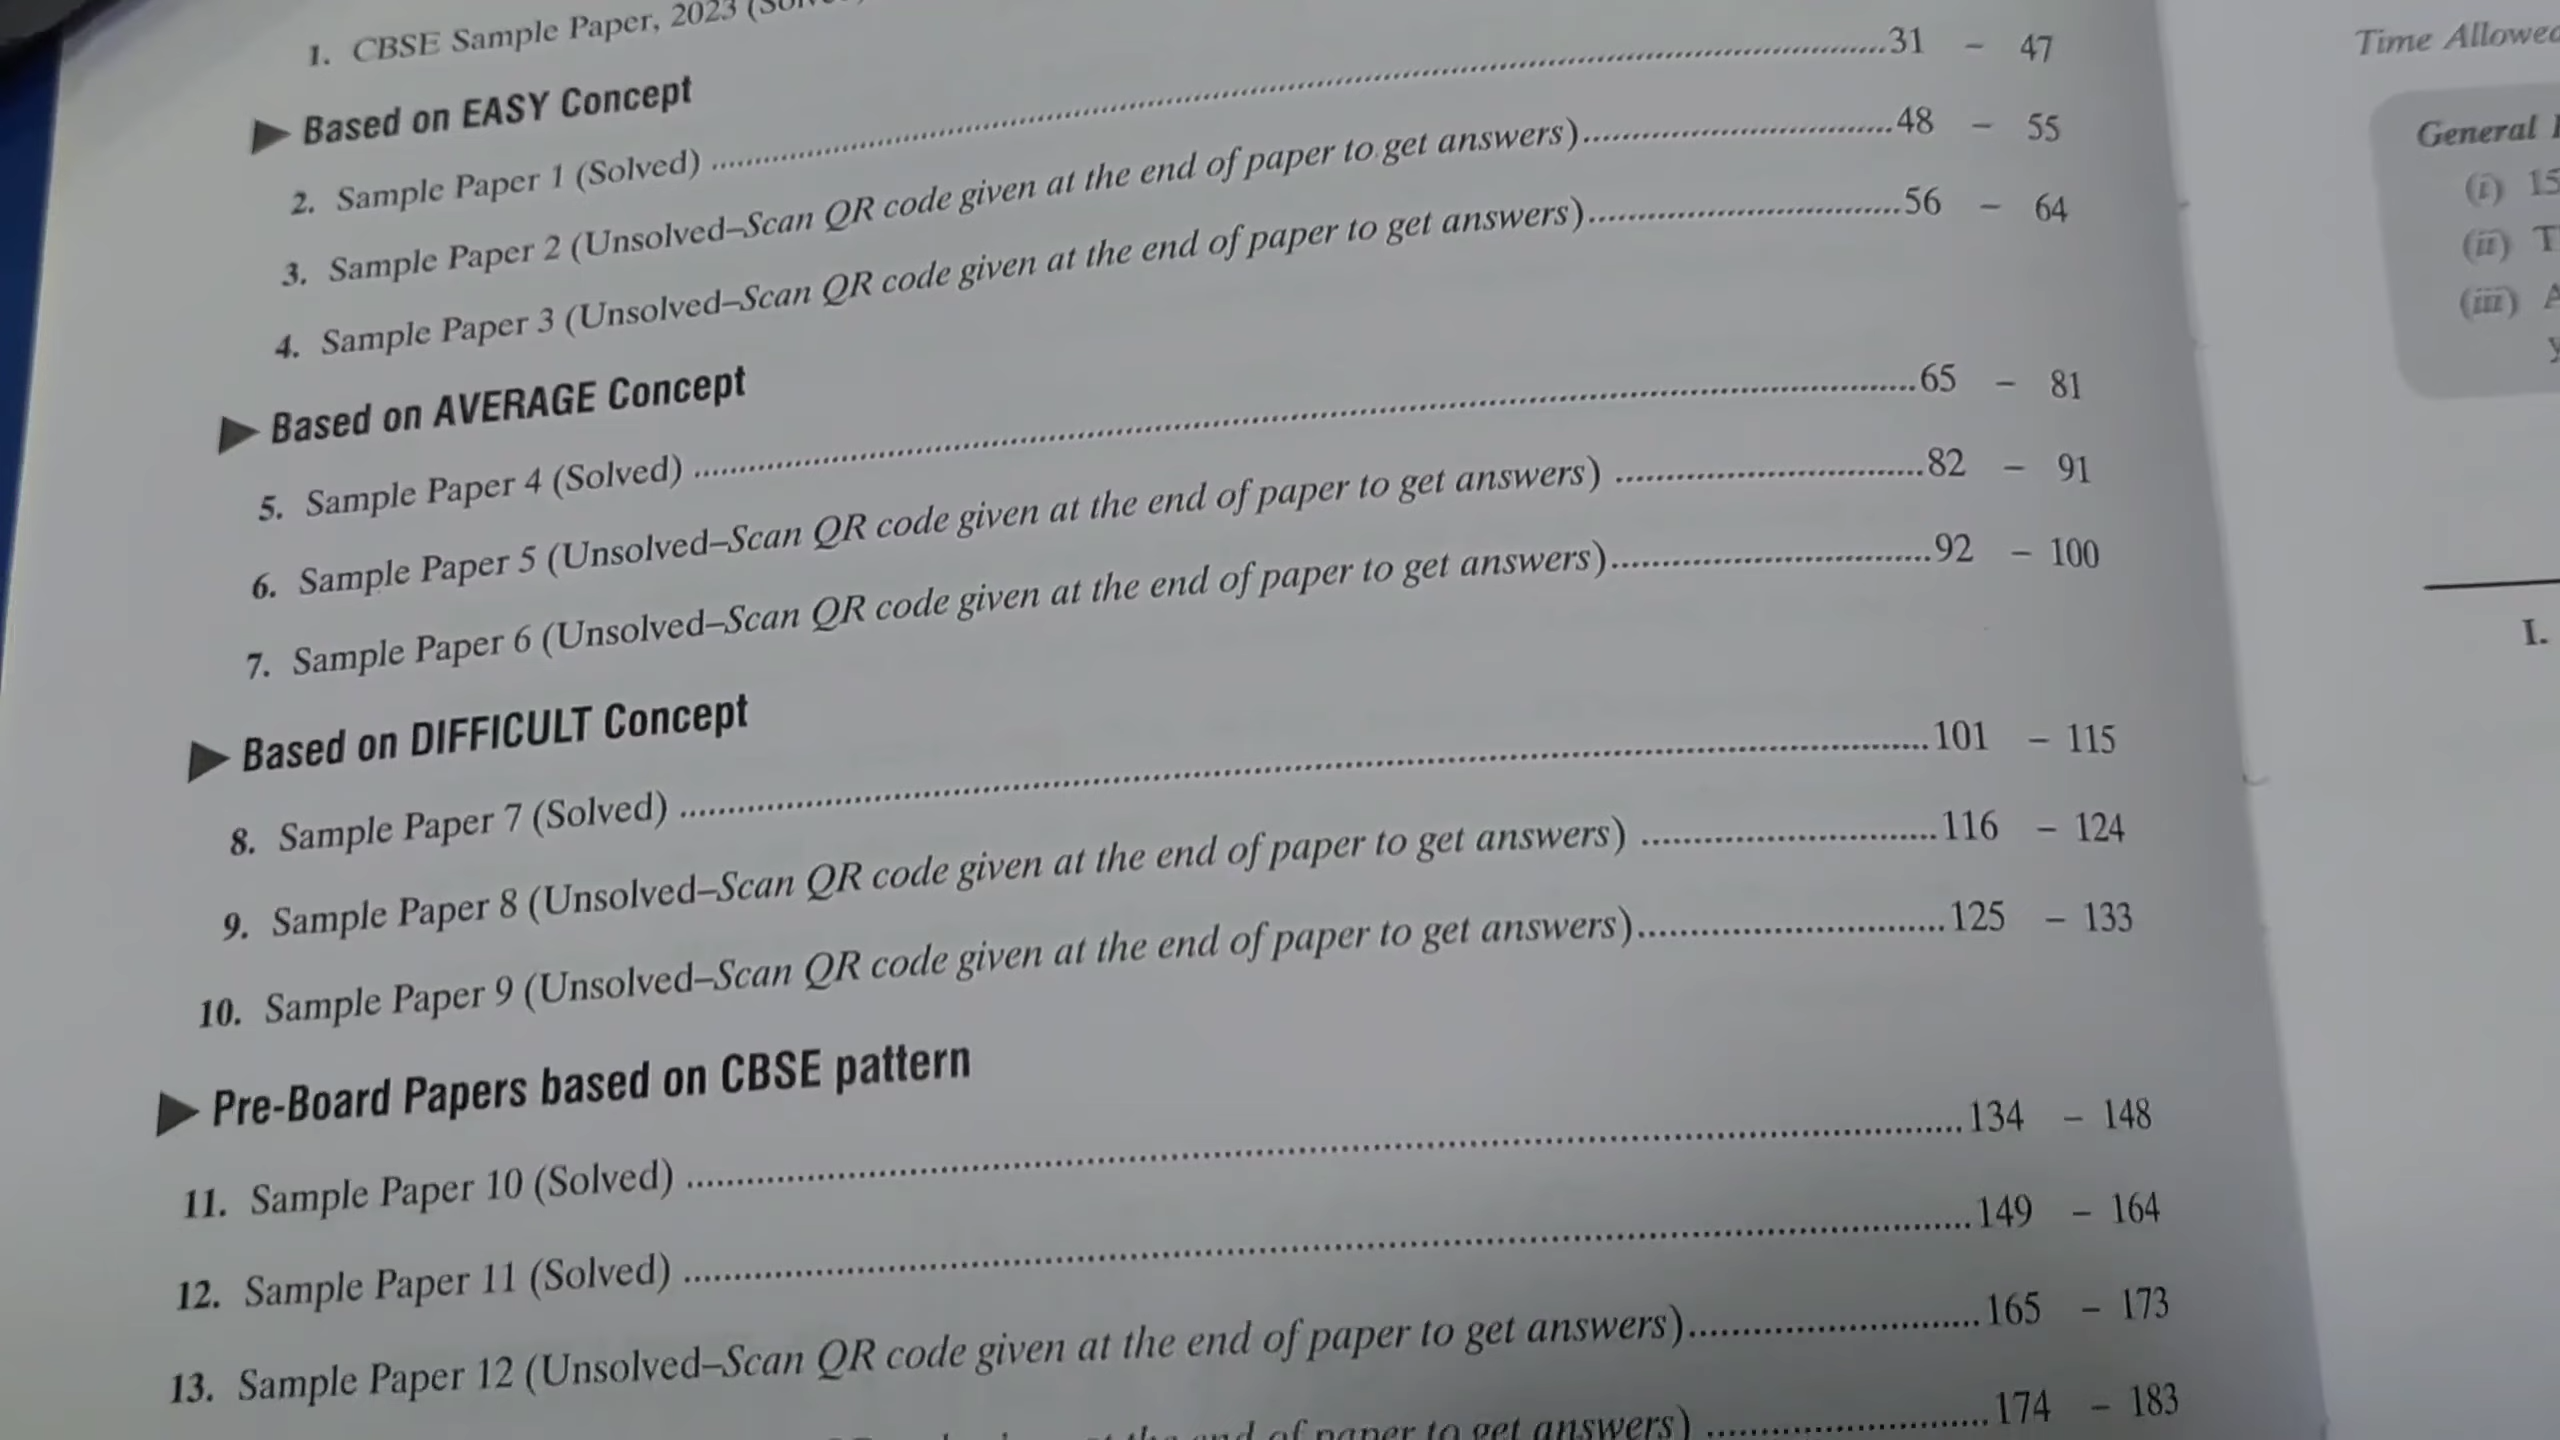 1. CBSE Sample Paper, 2023
▶ Based on EASY Concept
2. Sample Paper 1 (Solved) ........ 31 – 47
3. Sample Paper 2 (Unsolved–Scan QR code given at the end of paper to get answers) ........ 48 – 55
4. Sample Paper 3 (Unsolved–Scan QR code given at the end of paper to get answers) ........ 56 – 64
▶ Based on AVERAGE Concept
5. Sample Paper 4 (Solved) ........ 65 – 81
6. Sample Paper 5 (Unsolved–Scan QR code given at the end of paper to get answers) ........ 82 – 91
7. Sample Paper 6 (Unsolved–Scan QR code given at the end of paper to get answers) ........ 92 – 100
▶ Based on DIFFICULT Concept
8. Sample Paper 7 (Solved) ........ 101 – 115
9. Sample Paper 8 (Unsolved–Scan QR code given at the end of paper to get answers) ........ 116 – 124
10. Sample Paper 9 (Unsolved–Scan QR code given at the end of paper to get answers) ........ 125 – 133
▶ Pre-Board Papers based on CBSE pattern
11. Sample Paper 10 (Solved) ........ 134 – 148
12. Sample Paper 11 (Solved) ........ 149 – 164
13. Sample Paper 12 (Unsolved–Scan QR code given at the end of paper to get answers) ........ 165 – 173
the end of paper to get answers) ........ 174 – 183
Time
General
(i) 15
(ii)
(iii)
I.